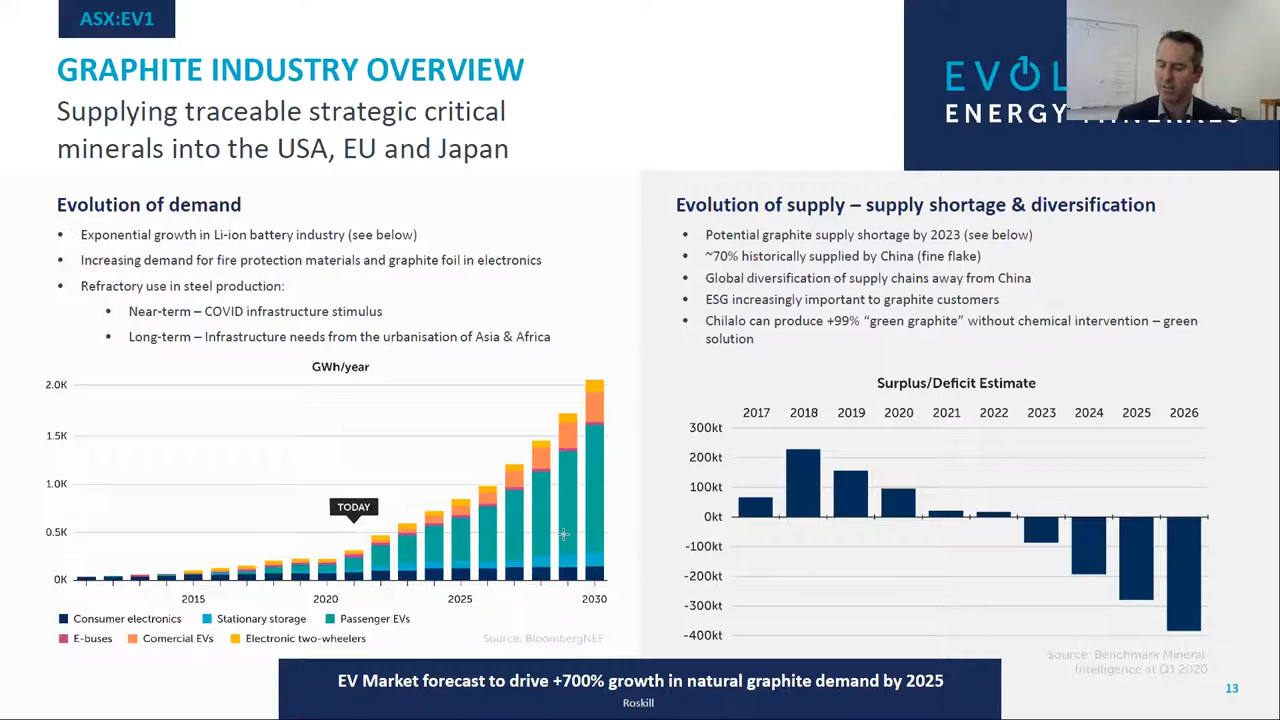 ASX:EV1
GRAPHITE INDUSTRY OVERVIEW
Supplying traceable strategic critical
minerals into the USA, EU and Japan
ENERGY
Evolution of demand
• Exponential growth in Li-ion battery industry (see below)
• Increasing demand for fire protection materials and graphite foil in electronics
• Refractory use in steel production:
• Near-term – COVID infrastructure stimulus
• Long-term – Infrastructure needs from the urbanisation of Asia & Africa
GWh/year
2.0K
1.5K
1.0K
0.5K
0K
TODAY
2015 2020 2025 2030
Consumer electronics Stationary storage Passenger EVs
E-buses Comercial EVs Electronic two-wheelers
Source: BloombergNEF
Evolution of supply – supply shortage & diversification
• Potential graphite supply shortage by 2023 (see below)
• ~70% historically supplied by China (fine flake)
• Global diversification of supply chains away from China
• ESG increasingly important to graphite customers
• Chilalo can produce +99% “green graphite” without chemical intervention – green
solution
Surplus/Deficit Estimate
2017 2018 2019 2020 2021 2022 2023 2024 2025 2026
300kt
200kt
100kt
0kt
-100kt
-200kt
-300kt
-400kt
Source: Benchmark Mineral
Intelligence at Q1 2020
EV Market forecast to drive +700% growth in natural graphite demand by 2025
Roskill
13